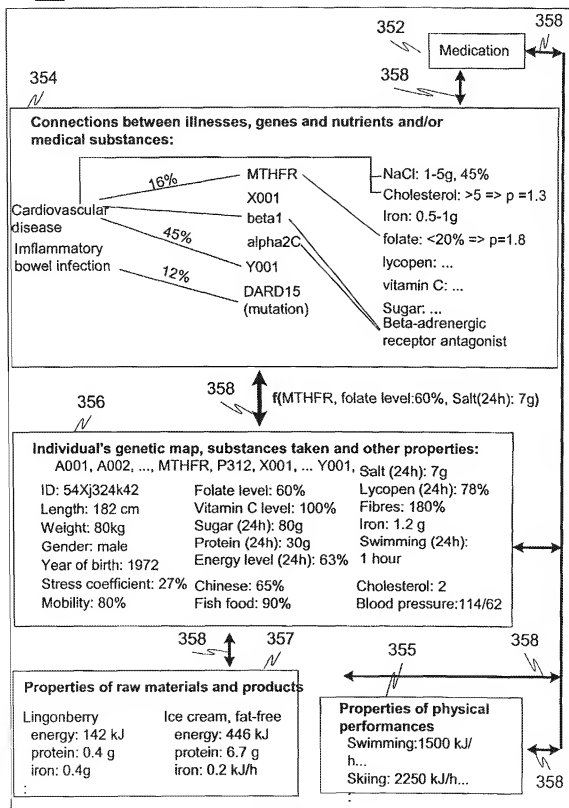 358
352
Medication
358
354
Connections between illnesses, genes and nutrients and/or
medical substances:
16%
MTHFR
X001
beta1
alpha2C
Y001
DARD15
(mutation)
Cardiovascular
disease
45%
Imflammatory
bowel infection
12%
NaCl: 1-5g, 45%
Cholesterol: >5 => p =1.3
Iron: 0.5-1g
folate: <20% => p=1.8
lycopen: ...
vitamin C: ...
Sugar: ...
Beta-adrenergic
receptor antagonist
358
f(MTHFR, folate level:60%, Salt(24h): 7g)
356
Individual's genetic map, substances taken and other properties:
A001, A002, ..., MTHFR, P312, X001, ... Y001,
ID: 54Xj324k42
Length: 182 cm
Weight: 80kg
Gender: male
Year of birth: 1972
Stress coefficient: 27%
Mobility: 80%
Folate level: 60%
Vitamin C level: 100%
Sugar (24h): 80g
Protein (24h): 30g
Energy level (24h): 63%
Chinese: 65%
Fish food: 90%
Salt (24h): 7g
Lycopen (24h): 78%
Fibres: 180%
Iron: 1.2 g
Swimming (24h):
1 hour
Cholesterol: 2
Blood pressure:114/62
358
357
355
358
Properties of raw materials and products
Lingonberry
energy: 142 kJ
protein: 0.4 g
iron: 0.4g
:
Ice cream, fat-free
energy: 446 kJ
protein: 6.7 g
iron: 0.2 kJ/h
Properties of physical
performances
Swimming:1500 kJ/
h...
Skiing: 2250 kJ/h...
:
358